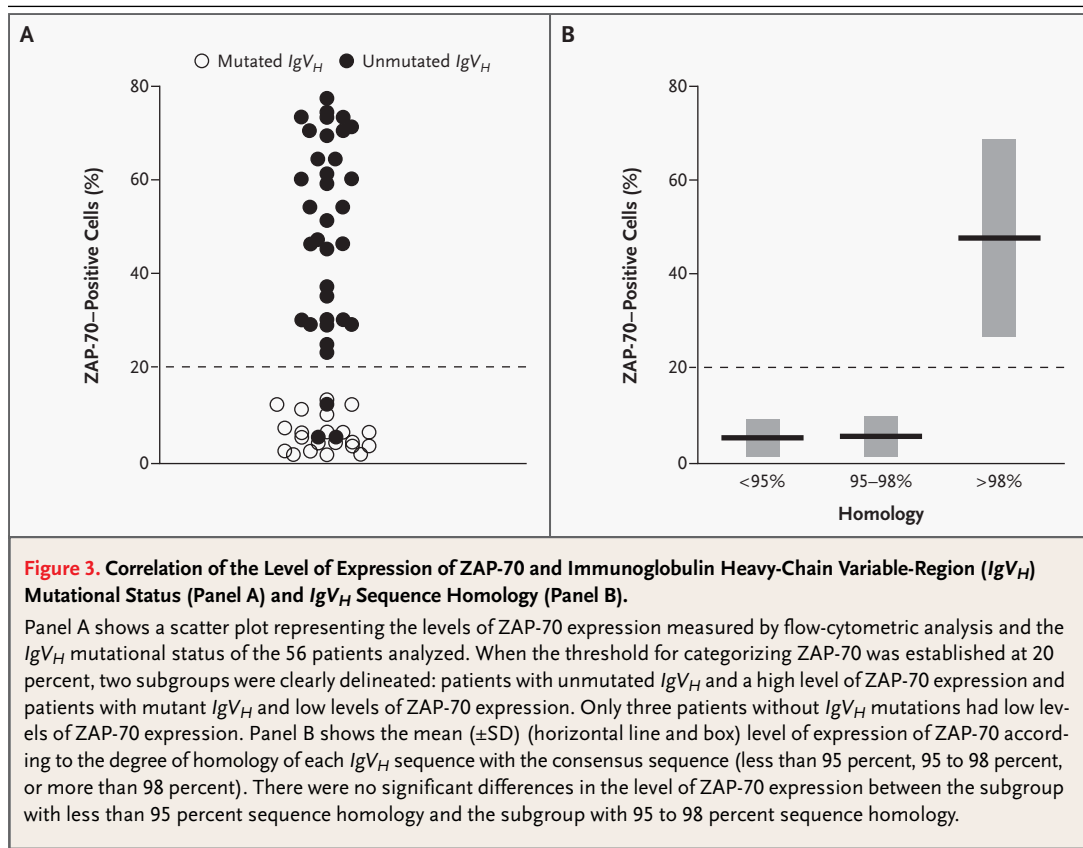 A
Mutated IgVH Unmutated IgVH
ZAP-70–Positive Cells (%)
80
60
40
20
0
B
ZAP-70–Positive Cells (%)
80
60
40
20
0
<95% 95–98% >98%
Homology
Figure 3. Correlation of the Level of Expression of ZAP-70 and Immunoglobulin Heavy-Chain Variable-Region (IgVH)
Mutational Status (Panel A) and IgVH Sequence Homology (Panel B).
Panel A shows a scatter plot representing the levels of ZAP-70 expression measured by flow-cytometric analysis and the
IgVH mutational status of the 56 patients analyzed. When the threshold for categorizing ZAP-70 was established at 20
percent, two subgroups were clearly delineated: patients with unmutated IgVH and a high level of ZAP-70 expression and
patients with mutant IgVH and low levels of ZAP-70 expression. Only three patients without IgVH mutations had low lev-
els of ZAP-70 expression. Panel B shows the mean (±SD) (horizontal line and box) level of expression of ZAP-70 accord-
ing to the degree of homology of each IgVH sequence with the consensus sequence (less than 95 percent, 95 to 98 percent,
or more than 98 percent). There were no significant differences in the level of ZAP-70 expression between the subgroup
with less than 95 percent sequence homology and the subgroup with 95 to 98 percent sequence homology.